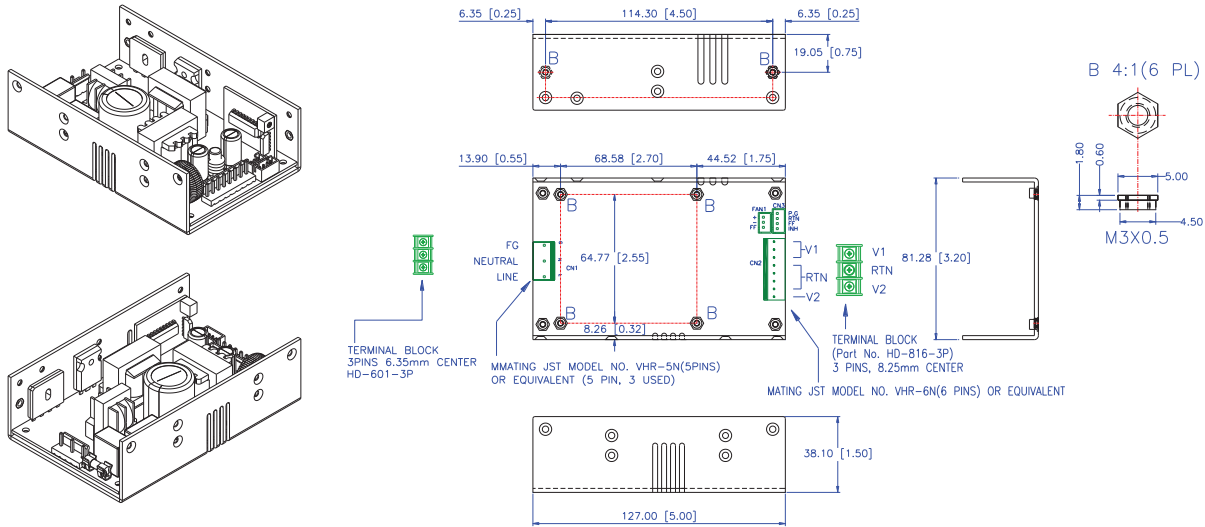 6.35 [0.25]
114.30 [4.50]
6.35 [0.25]
19.05 [0.75]
B
B
B 4:1(6 PL)
1.80
0.60
5.00
4.50
M3X0.5
13.90 [0.55]
68.58 [2.70]
44.52 [1.75]
B
B
FAN1
CN3
+
-
FF
P.G
RTN
FF
INH
FG
NEUTRAL
LINE
CN1
64.77 [2.55]
CN2
V1
RTN
V2
V1
RTN
V2
81.28 [3.20]
B
B
8.26 [0.32]
TERMINAL BLOCK
3PINS 6.35mm CENTER
HD-601-3P
MMATING JST MODEL NO. VHR-5N(5PINS)
OR EQUIVALENT (5 PIN, 3 USED)
TERMINAL BLOCK
(Part No. HD-816-3P)
3 PINS, 8.25mm CENTER
MATING JST MODEL NO. VHR-6N(6 PINS) OR EQUIVALENT
38.10 [1.50]
127.00 [5.00]